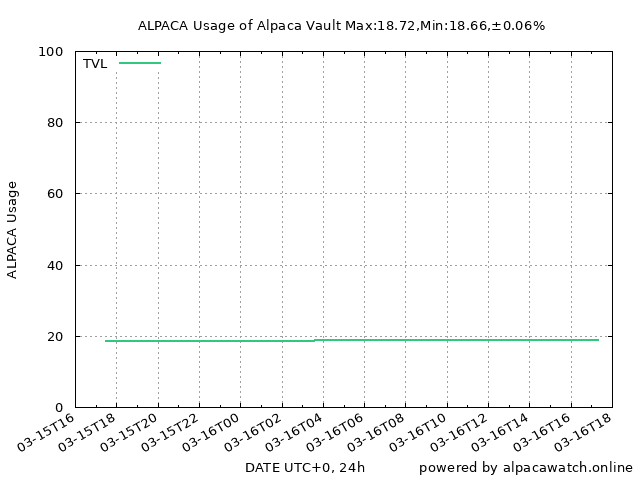 ALPACA Usage of Alpaca Vault Max:18.72,Min:18.66,±0.06%
TVL
ALPACA Usage
100
80
60
40
20
0
03-15T16
03-15T18
03-15T20
03-15T22
03-16T00
03-16T02
03-16T04
03-16T06
03-16T08
03-16T10
03-16T12
03-16T14
03-16T16
03-16T18
DATE UTC+0, 24h
powered by alpacawatch.online